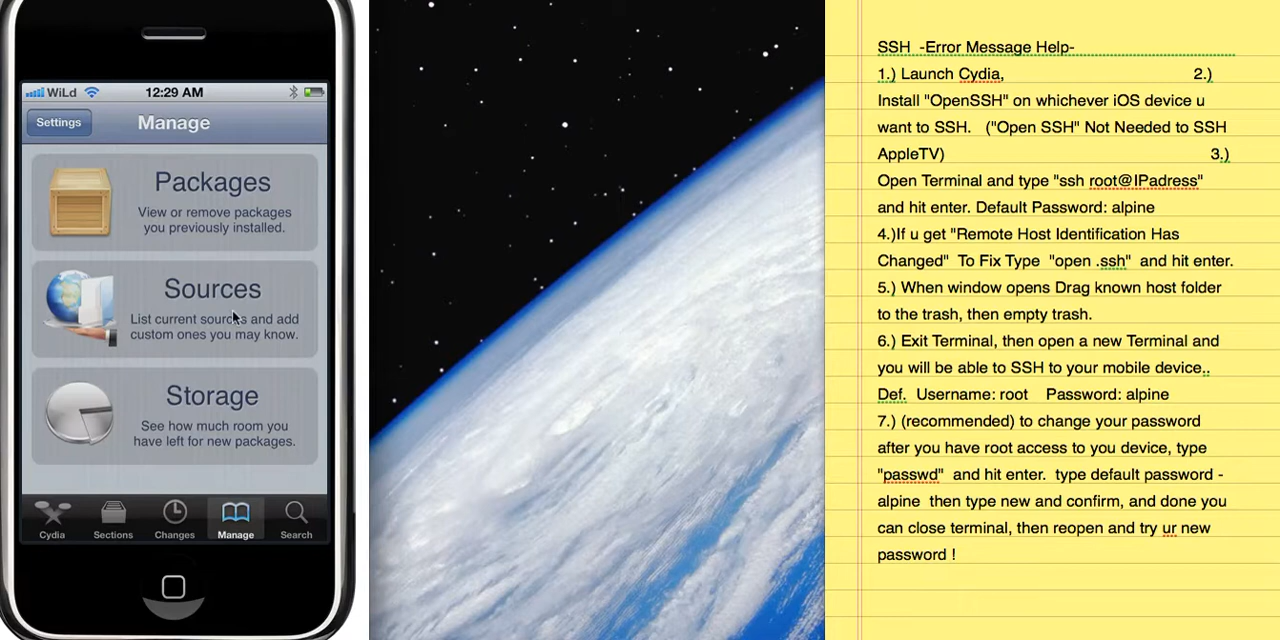 WiLd
12:29 AM
Settings
Manage
Packages
View or remove packages
you previously installed.
Sources
List current sources and add
custom ones you may know.
Storage
See how much room you
have left for new packages.
Cydia
Sections
Changes
Manage
Search
SSH -Error Message Help-
1.) Launch Cydia, 2.)
Install "OpenSSH" on whichever iOS device u
want to SSH. ("Open SSH" Not Needed to SSH
AppleTV) 3.)
Open Terminal and type "ssh root@IPadress"
and hit enter. Default Password: alpine
4.)If u get "Remote Host Identification Has
Changed" To Fix Type "open .ssh" and hit enter.
5.) When window opens Drag known host folder
to the trash, then empty trash.
6.) Exit Terminal, then open a new Terminal and
you will be able to SSH to your mobile device..
Def. Username: root Password: alpine
7.) (recommended) to change your password
after you have root access to you device, type
"passwd" and hit enter. type default password -
alpine then type new and confirm, and done you
can close terminal, then reopen and try ur new
password !